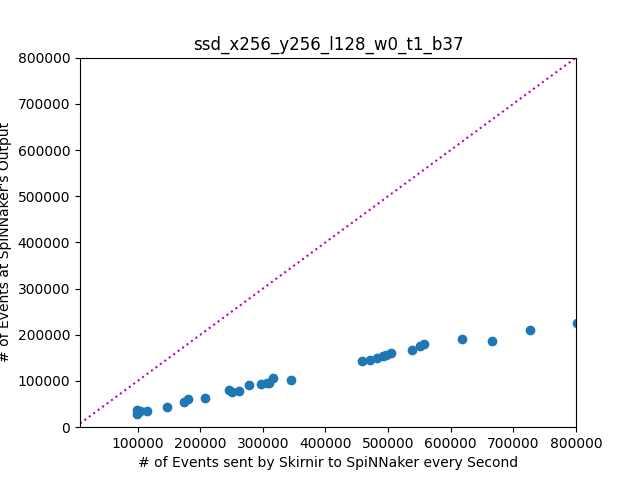 ssd_x256_y256_l128_w0_t1_b37
800000
700000
600000
500000
400000
300000
200000
100000
0
# of Events at SpiNNaker's Output
100000 200000 300000 400000 500000 600000 700000 800000
# of Events sent by Skirnir to SpiNNaker every Second